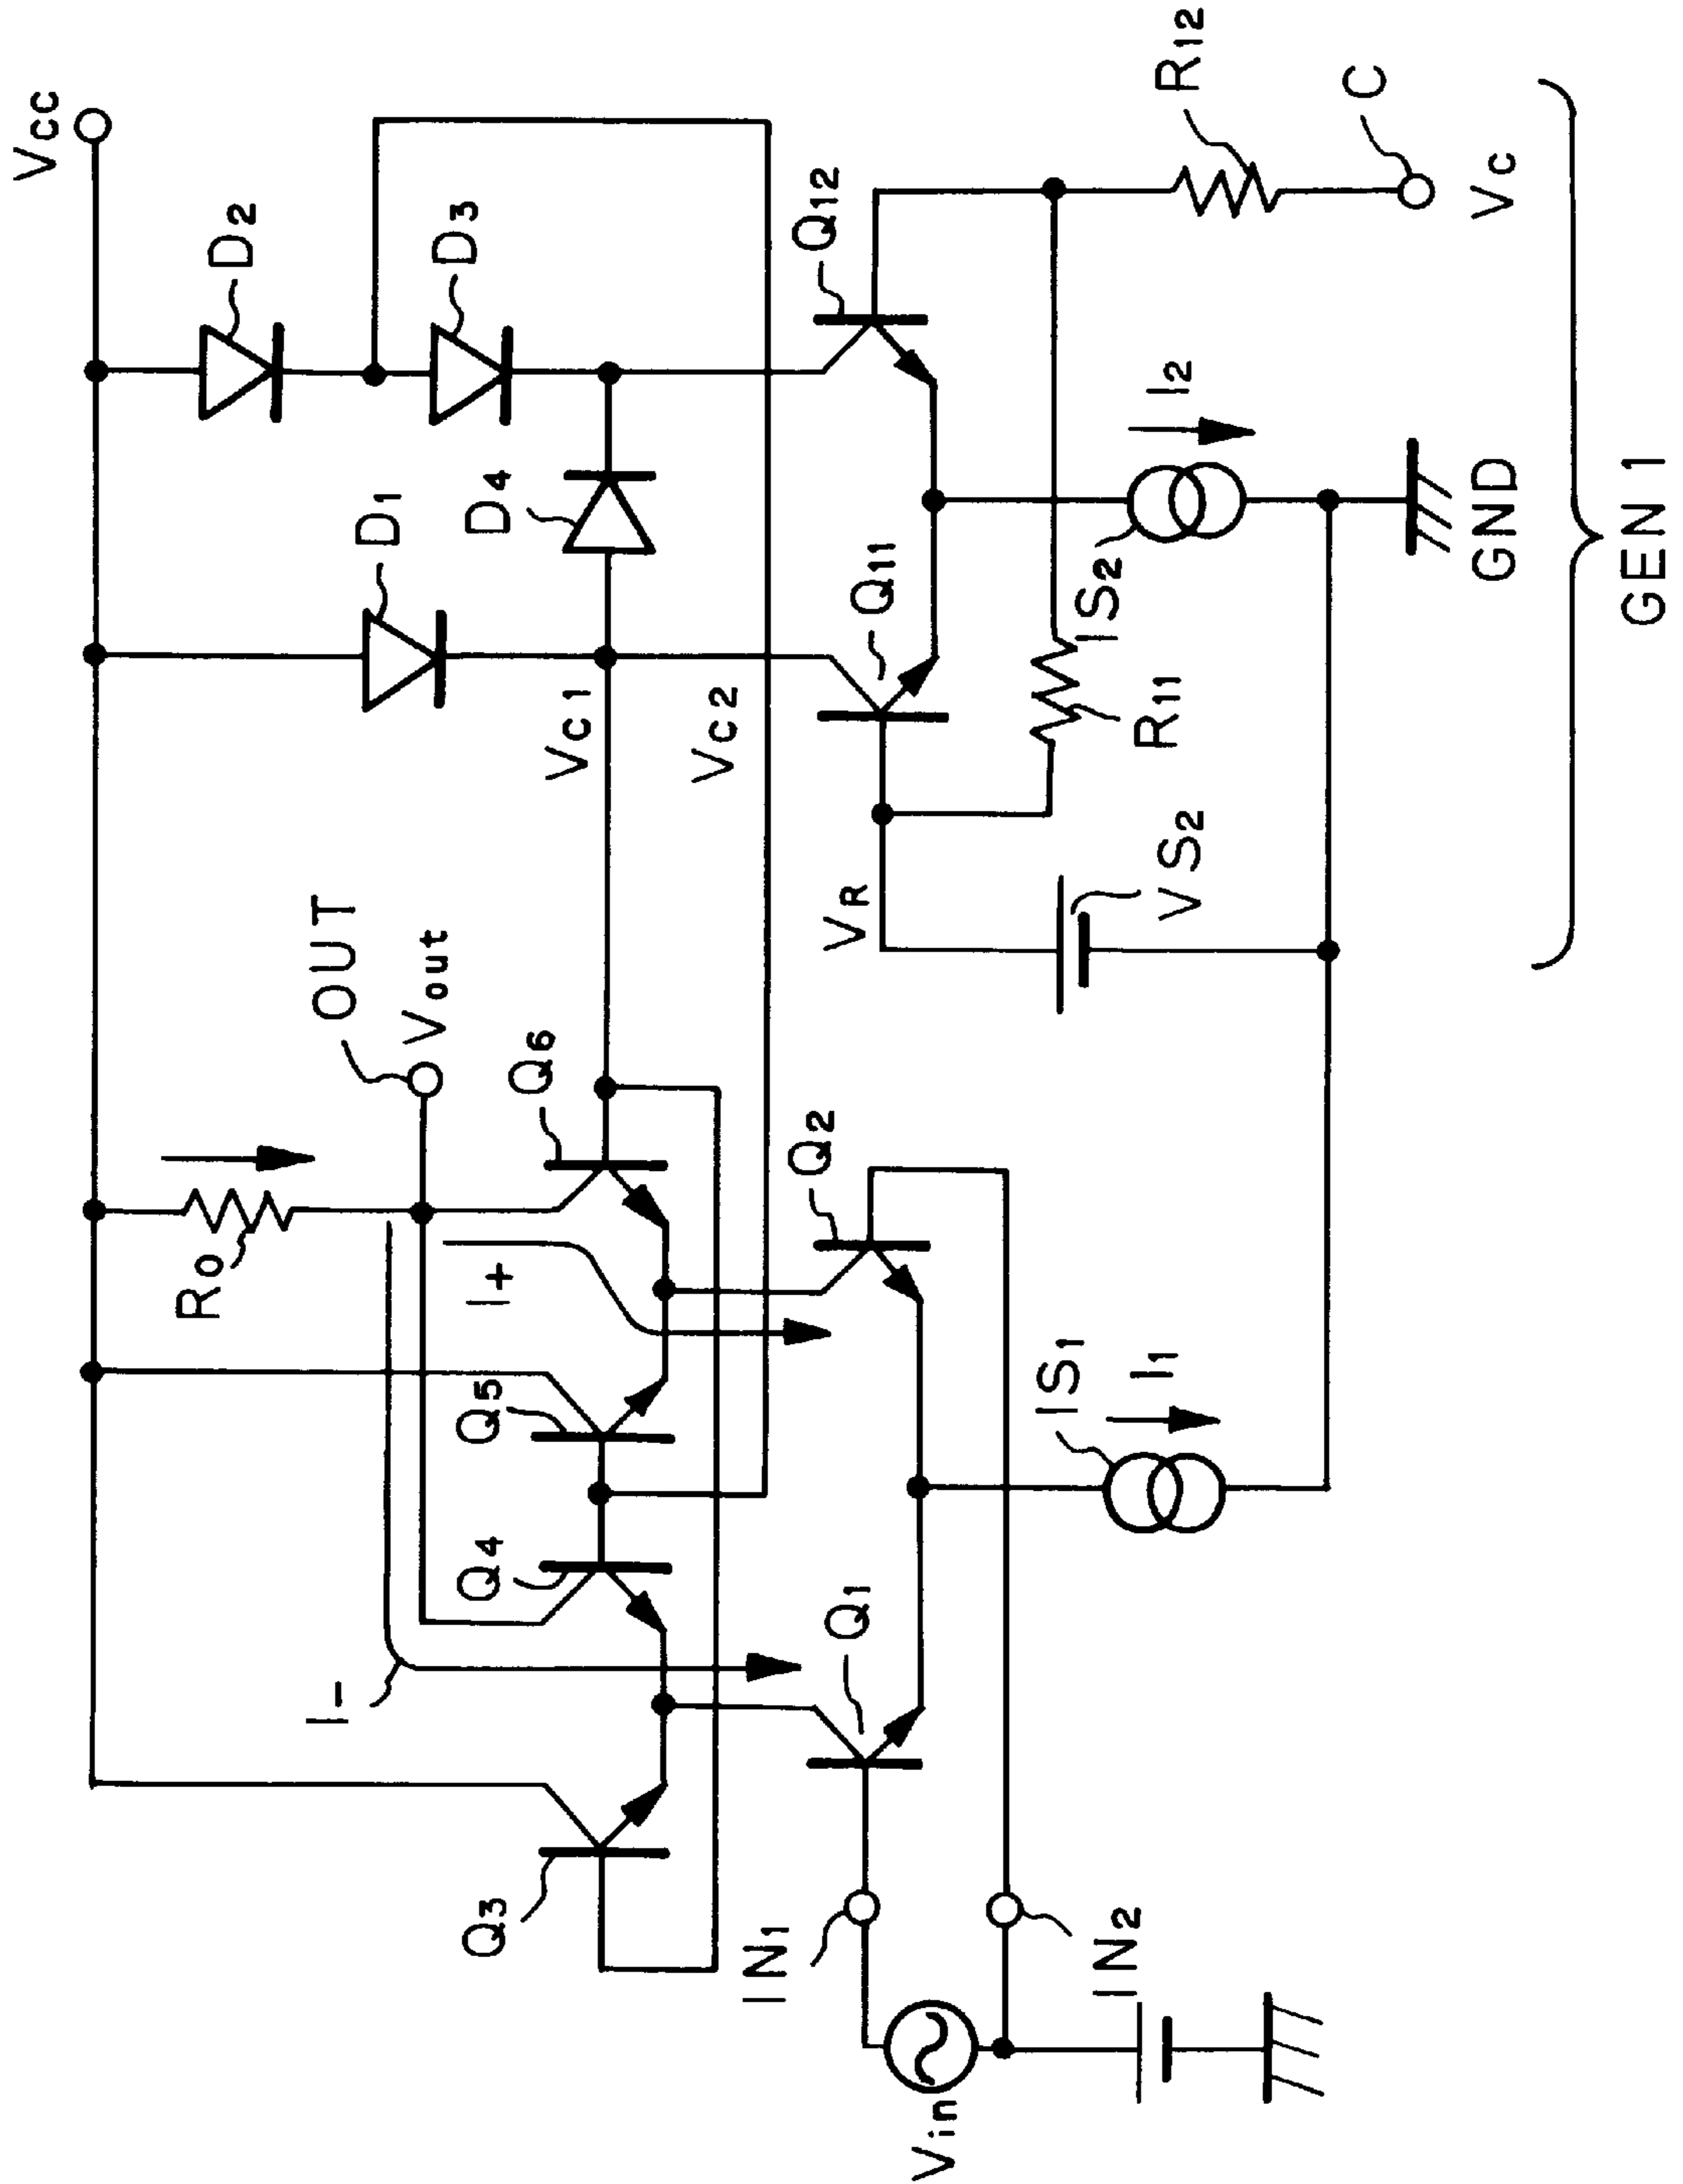 Vcc
D2
D3
D1
D4
Vc1
Vc2
Q12
Q11
R12
C
Vc
I2
IS2
R11
VR
VS2
GND
GEN 1
OUT
Vout
Ro
Q6
I+
Q5
Q4
I-
Q3
Q2
Q1
IS1
I1
IN1
IN2
Vin